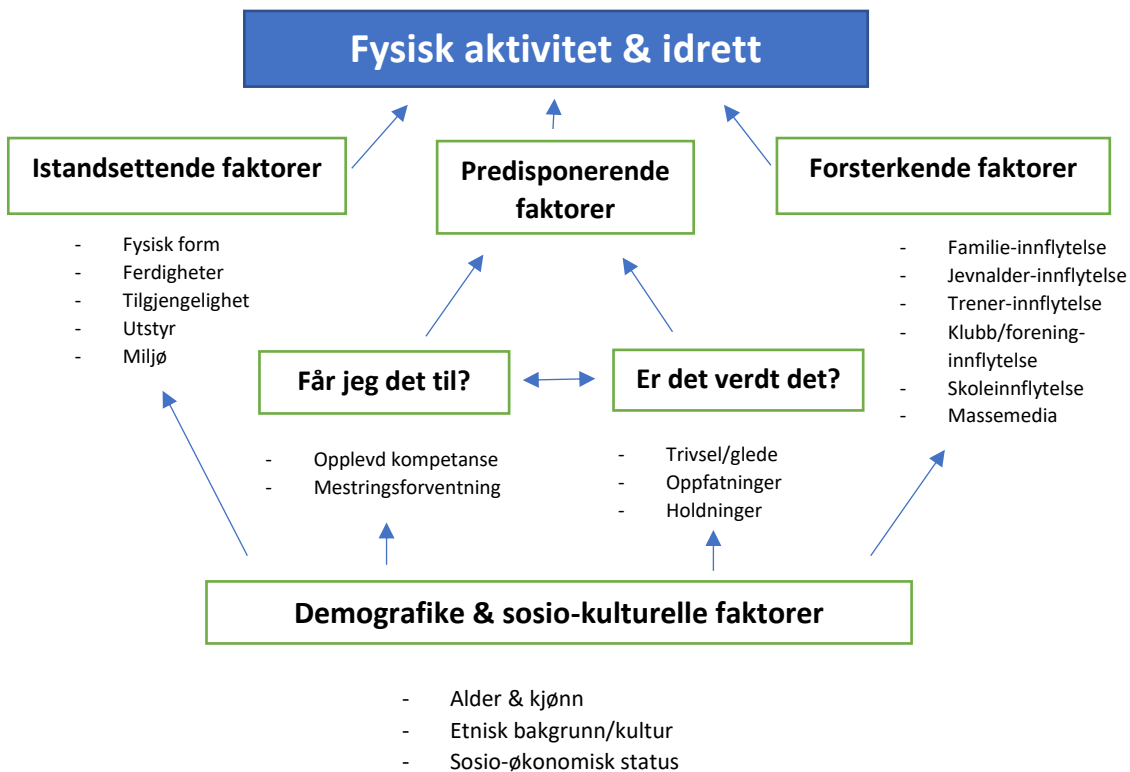 Fysisk aktivitet & idrett
Istandsettende faktorer
- Fysisk form
- Ferdigheter
- Tilgjengelighet
- Utstyr
- Miljø
Predisponerende
faktorer
Forsterkende faktorer
- Familie-innflytelse
- Jevnalder-innflytelse
- Trener-innflytelse
- Klubb/forening-
innflytelse
- Skoleinnflytelse
- Massemedia
Får jeg det til?
- Opplevd kompetanse
- Mestringsforventning
Er det verdt det?
- Trivsel/glede
- Oppfatninger
- Holdninger
Demografike & sosio-kulturelle faktorer
- Alder & kjønn
- Etnisk bakgrunn/kultur
- Sosio-økonomisk status